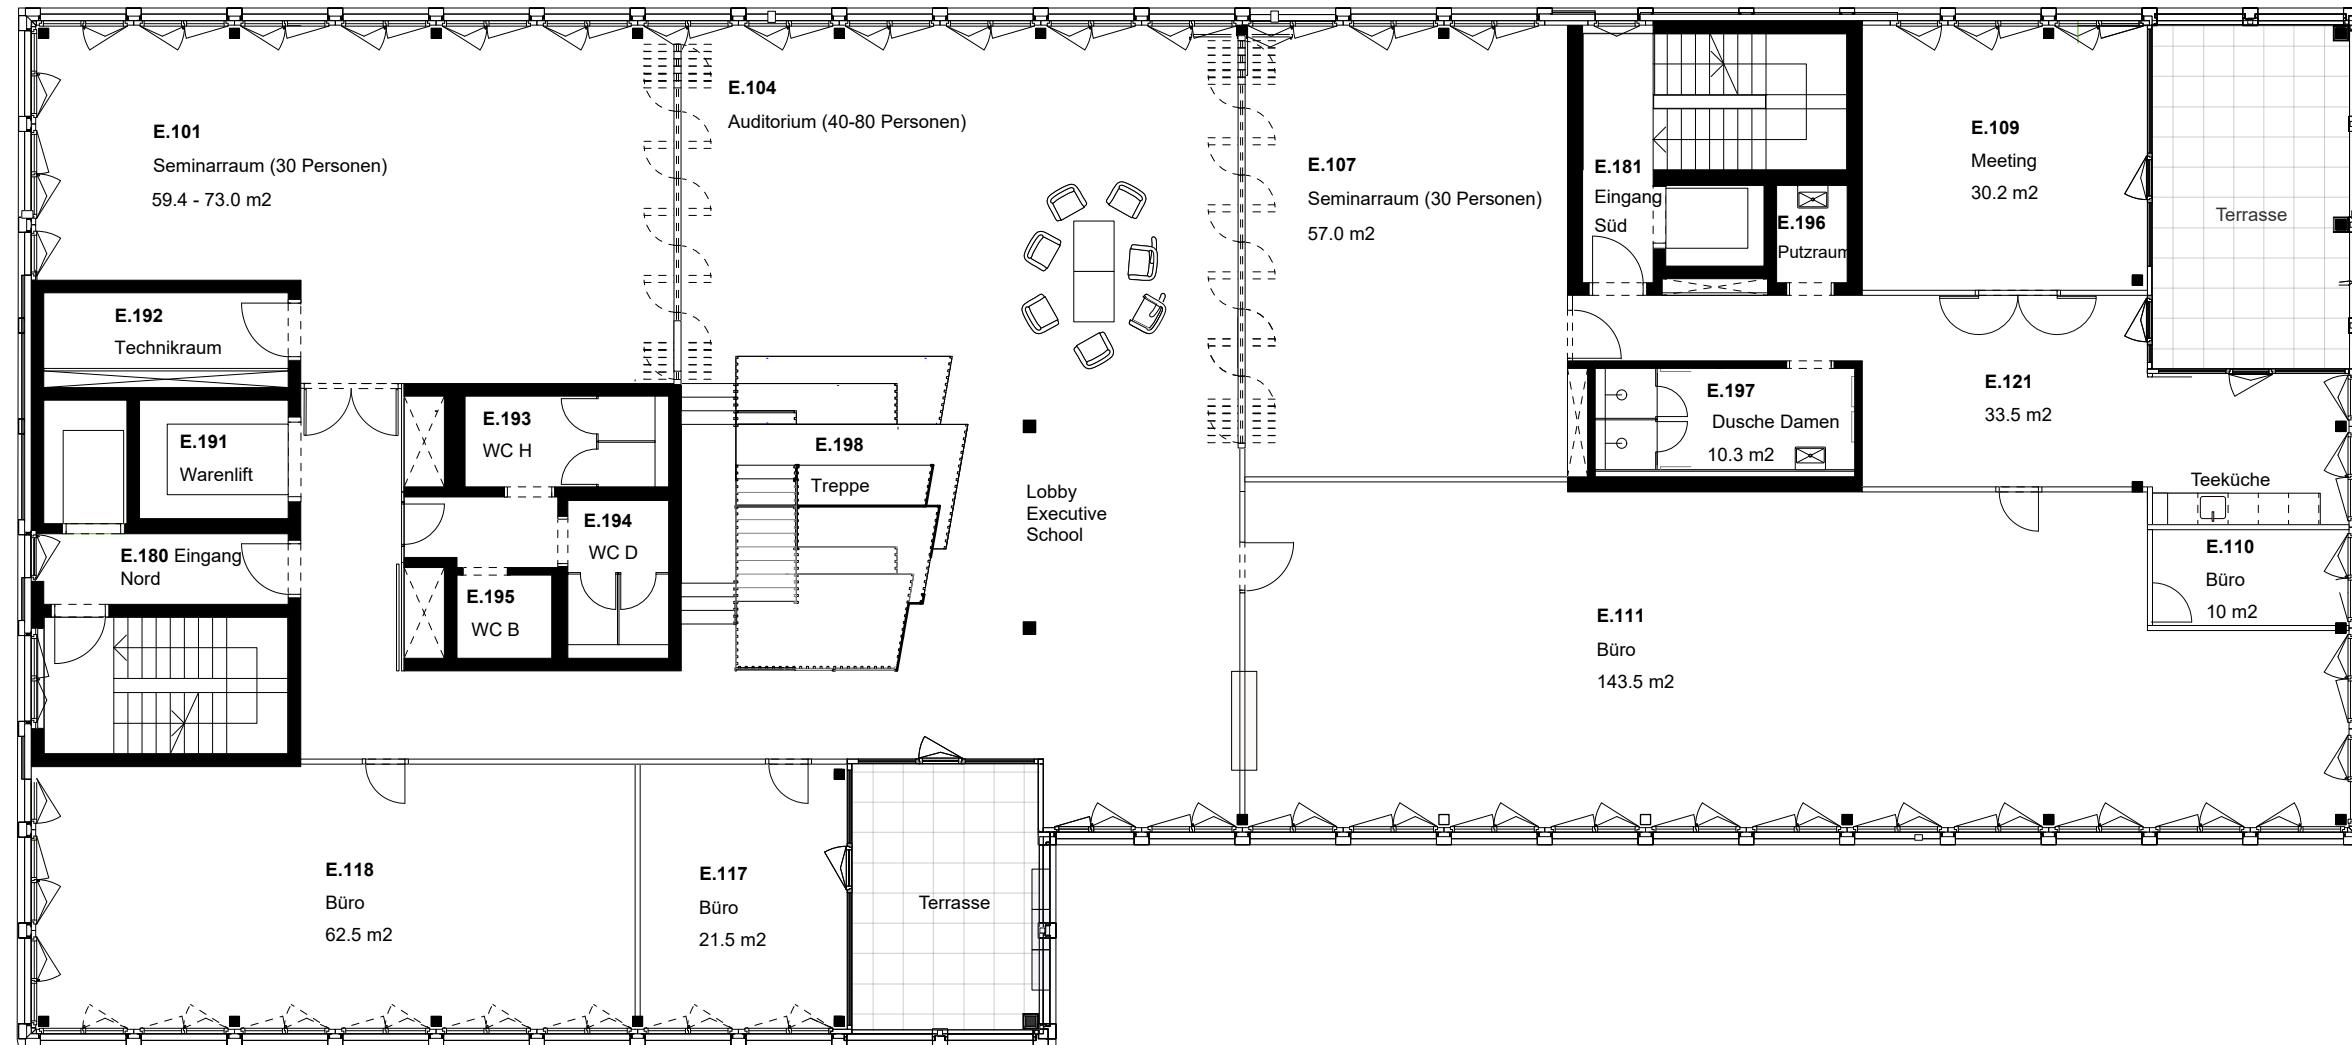 E.101
Seminarraum (30 Personen)
59.4 - 73.0 m2
E.104
Auditorium (40-80 Personen)
E.107
Seminarraum (30 Personen)
57.0 m2
E.181
Eingang
Süd
E.196
Putzraum
E.109
Meeting
30.2 m2
Terrasse
E.192
Technikraum
E.191
Warenlift
E.193
WC H
E.198
Treppe
Lobby
Executive
School
E.197
Dusche Damen
10.3 m2
E.121
33.5 m2
Teeküche
E.180 Eingang
Nord
E.194
WC D
E.195
WC B
E.110
Büro
10 m2
E.111
Büro
143.5 m2
E.118
Büro
62.5 m2
E.117
Büro
21.5 m2
Terrasse